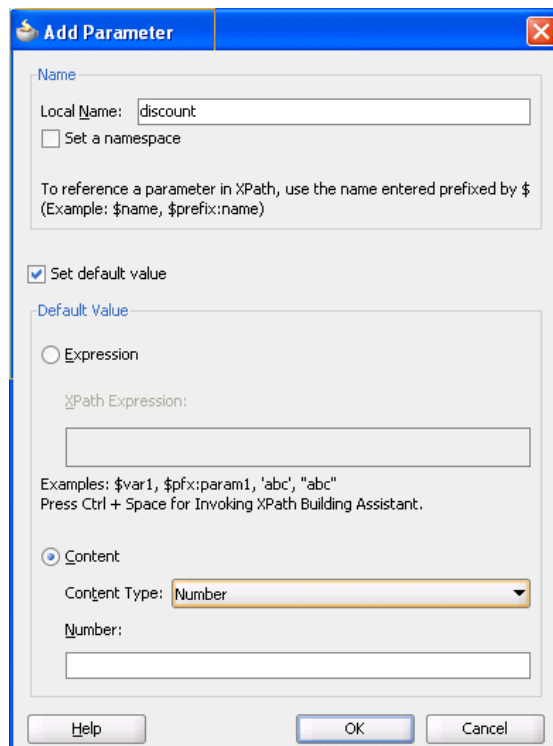 Add Parameter
Name
Local Name: discount
Set a namespace
To reference a parameter in XPath, use the name entered prefixed by $
(Example: $name, $prefix:name)
Set default value
Default Value
Expression
XPath Expression:
Examples: $var1, $pfx:param1, 'abc', "abc"
Press Ctrl + Space for Invoking XPath Building Assistant.
Content
Content Type: Number
Number:
Help OK Cancel